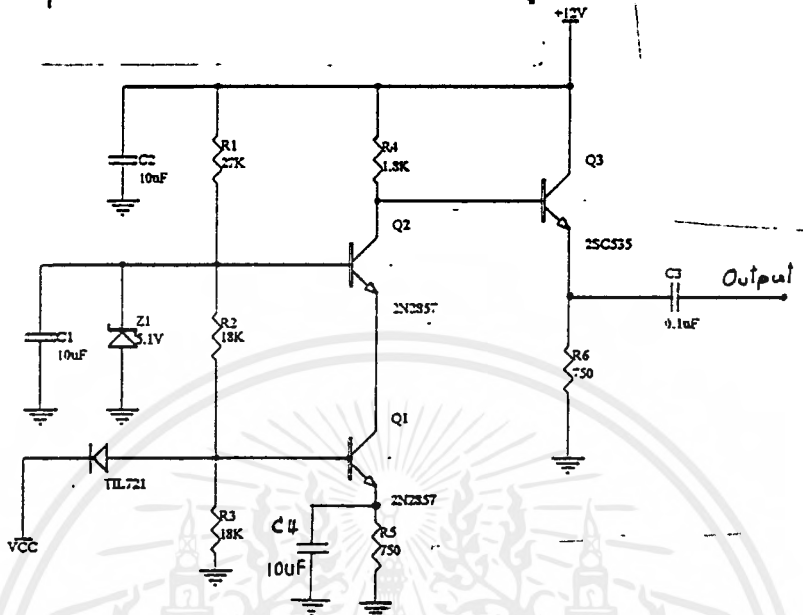 +12V
R1
27K
R4
1.8K
Q3
C2
10uF
Q2
2SC535
C3
Output
0.1uF
2N2857
Z1
5.1V
C1
10uF
R2
18K
R6
750
Q1
TIL721
2N2857
R3
18K
C4
10uF
R5
750
VCC